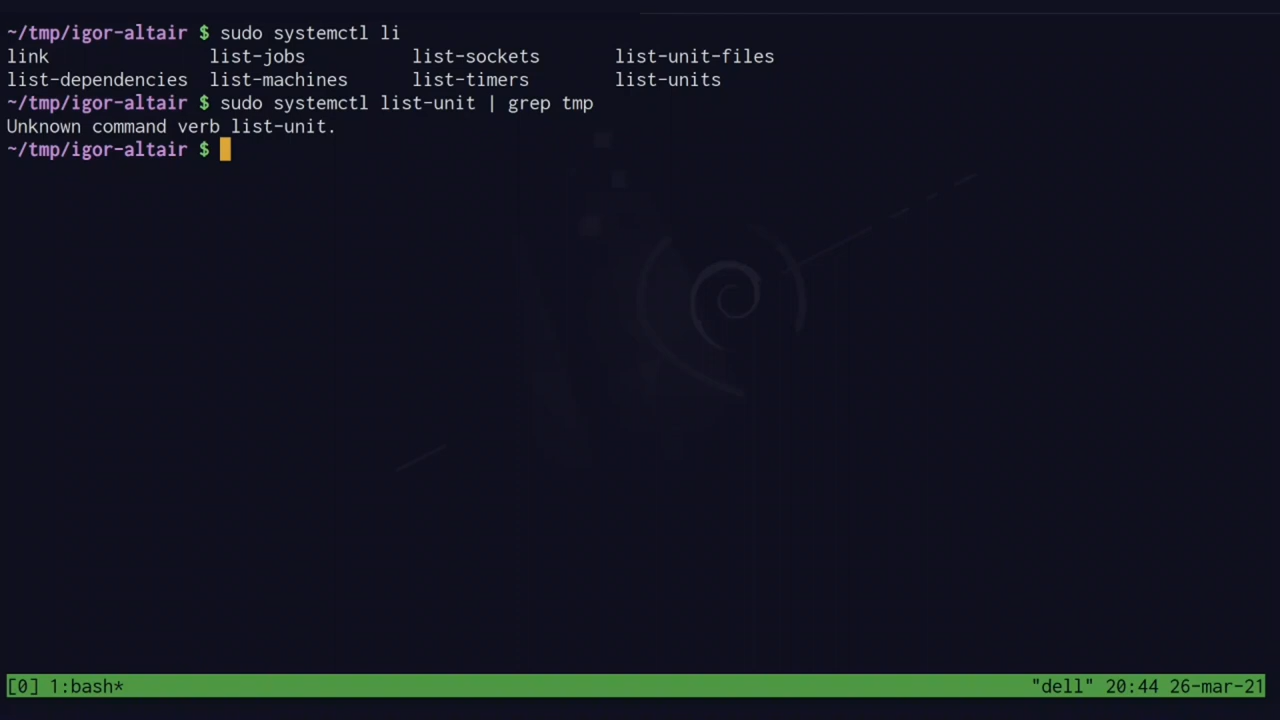 ~/tmp/igor-altair $ sudo systemctl li
link list-jobs list-sockets list-unit-files
list-dependencies list-machines list-timers list-units
~/tmp/igor-altair $ sudo systemctl list-unit | grep tmp
Unknown command verb list-unit.
~/tmp/igor-altair $
[0] 1:bash* "dell" 20:44 26-mar-21